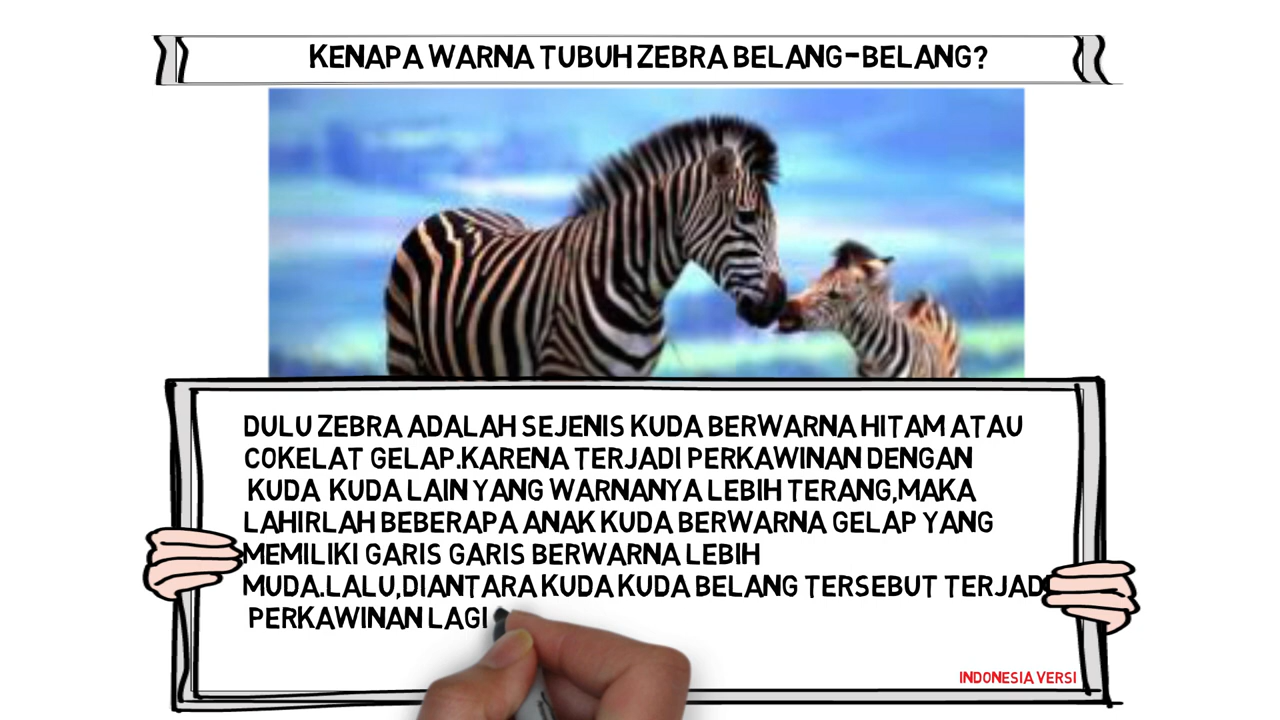 KENAPA WARNA TUBUH ZEBRA BELANG-BELANG?
DULU ZEBRA ADALAH SEJENIS KUDA BERWARNA HITAM ATAU
COKELAT GELAP.KARENA TERJADI PERKAWINAN DENGAN
KUDA KUDA LAIN YANG WARNANYA LEBIH TERANG,MAKA
LAHIRLAH BEBERAPA ANAK KUDA BERWARNA GELAP YANG
MEMILIKI GARIS GARIS BERWARNA LEBIH
MUDA.LALU,DIANTARA KUDA KUDA BELANG TERSEBUT TERJADI
PERKAWINAN LAGI
INDONESIA VERSI